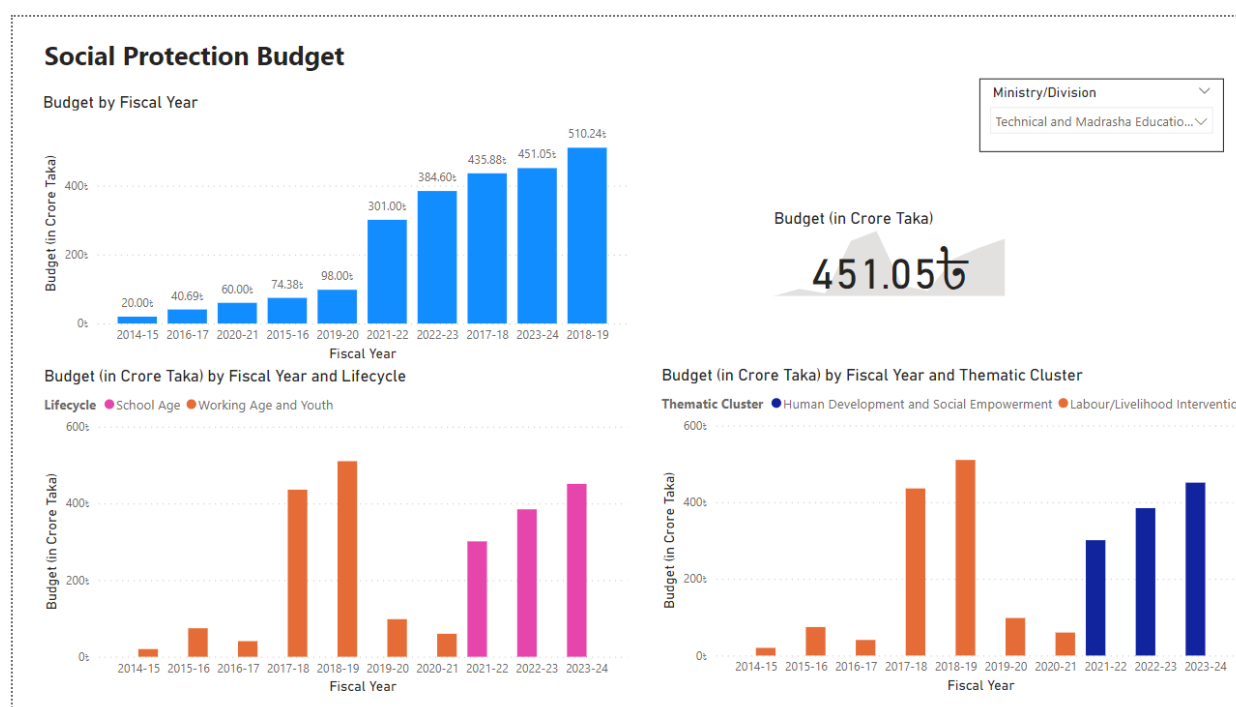 Social Protection Budget
Budget by Fiscal Year
Budget (in Crore Taka)
400৳
200৳
0৳
20.00৳
40.69৳
60.00৳
74.38৳
98.00৳
301.00৳
384.60৳
435.88৳
451.05৳
510.24৳
2014-15 2016-17 2020-21 2015-16 2019-20 2021-22 2022-23 2017-18 2023-24 2018-19
Fiscal Year
Ministry/Division
Technical and Madrasha Educatio...
Budget (in Crore Taka)
451.05৳
Budget (in Crore Taka) by Fiscal Year and Lifecycle
Lifecycle School Age Working Age and Youth
Budget (in Crore Taka)
600৳
400৳
200৳
0৳
2014-15 2015-16 2016-17 2017-18 2018-19 2019-20 2020-21 2021-22 2022-23 2023-24
Fiscal Year
Budget (in Crore Taka) by Fiscal Year and Thematic Cluster
Thematic Cluster Human Development and Social Empowerment Labour/Livelihood Interventio
Budget (in Crore Taka)
600৳
400৳
200৳
0৳
2014-15 2015-16 2016-17 2017-18 2018-19 2019-20 2020-21 2021-22 2022-23 2023-24
Fiscal Year